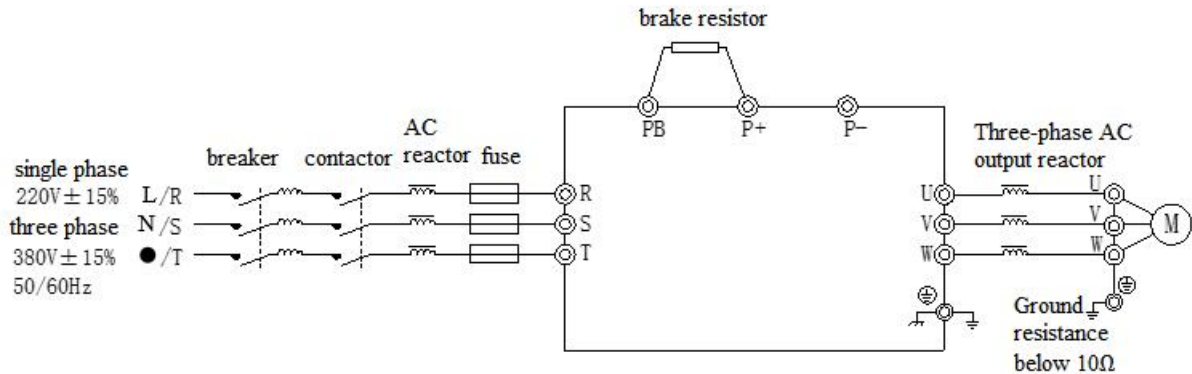 brake resistor
PB
P+
P-
AC
reactor
breaker
contactor
fuse
single phase
220V±15%
three phase
380V±15%
50/60Hz
L/R
N/S
●/T
R
S
T
U
V
W
Three-phase AC
output reactor
U
V
W
M
Ground
resistance
below 10Ω